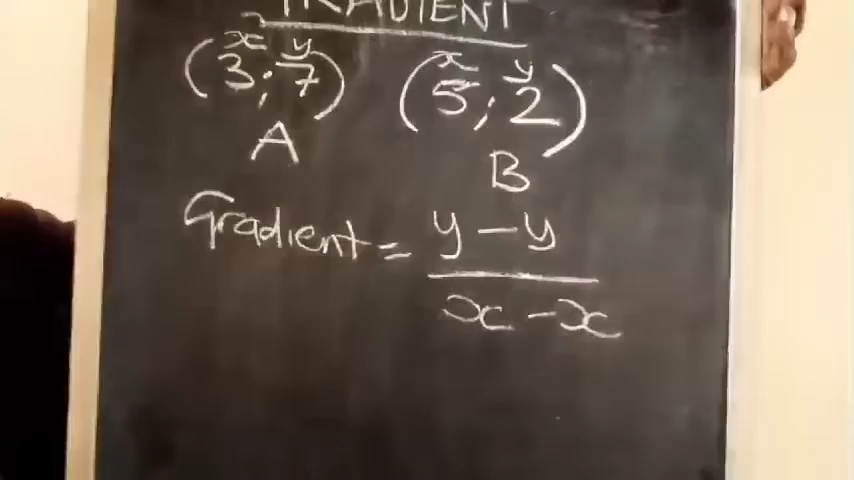 GRADIENT
x y x y
(3;7) (5;2)
A B
Gradient = y - y
x - x